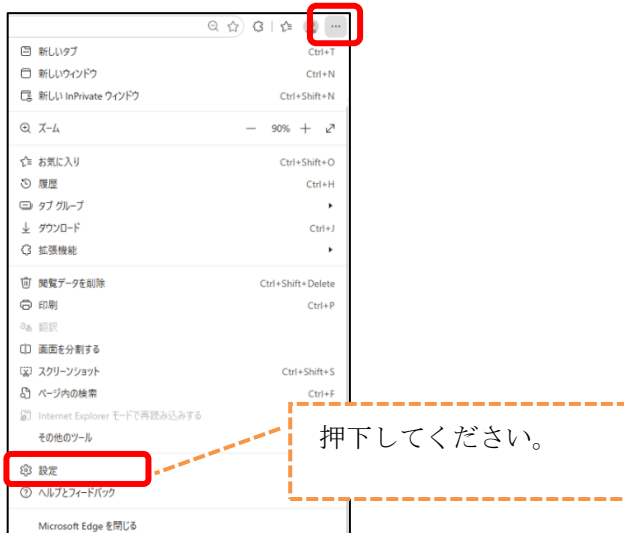 新しいタブ Ctrl+T
新しいウィンドウ Ctrl+N
新しい InPrivate ウィンドウ Ctrl+Shift+N
ズーム 90%
お気に入り Ctrl+Shift+O
履歴 Ctrl+H
タブ グループ
ダウンロード Ctrl+J
拡張機能
閲覧データを削除 Ctrl+Shift+Delete
印刷 Ctrl+P
翻訳
画面を分割する
スクリーンショット Ctrl+Shift+S
ページ内の検索 Ctrl+F
Internet Explorer モードで再読み込みする
その他のツール
押下してください。
設定
ヘルプとフィードバック
Microsoft Edge を閉じる